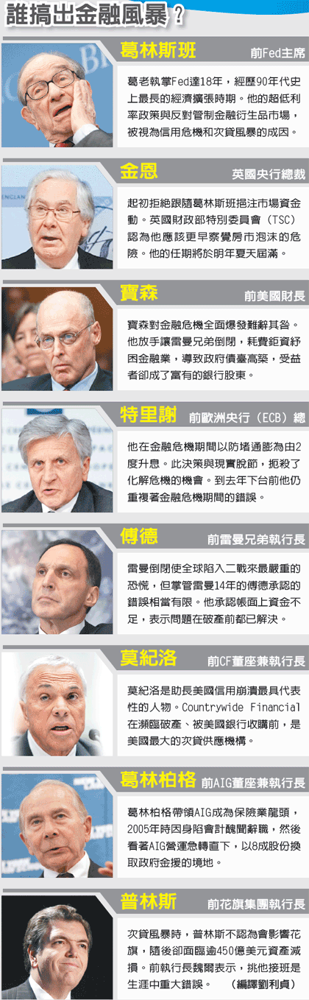 誰搞出金融風暴？
葛林斯班 前Fed主席
葛老執掌Fed達18年，經歷90年代史
上最長的經濟擴張時期。他的超低利
率政策與反對管制金融衍生品市場，
被視為信用危機和次貸風暴的成因。
金恩 英國央行總裁
起初拒絕跟隨葛林斯班挹注市場資金
動。英國財政部特別委員會（TSC）
認為他應該更早察覺房市泡沫的危
險。他的任期將於明年夏天屆滿。
寶森 前美國財長
寶森對金融危機全面爆發難辭其咎。
他放手讓雷曼兄弟倒閉，耗費鉅資紓
困金融業，導致政府債臺高築，受益
者卻成了富有的銀行股東。
特里謝 前歐洲央行（ECB）總
他在金融危機期間以防堵通膨為由2
度升息。此決策與現實脫節，扼殺了
化解危機的機會。到去年下台前他仍
重複著金融危機期間的錯誤。
傅德 前雷曼兄弟執行長
雷曼倒閉使全球陷入二戰來最嚴重的
恐慌，但掌管雷曼14年的傅德承認的
錯誤相當有限。他承認帳面上資金不
足，表示問題在破產前都已解決。
莫紀洛 前CF董座兼執行長
莫紀洛是助長美國信用崩潰最具代表
性的人物。Countrywide Financial
在瀕臨破產、被美國銀行收購前，是
美國最大的次貸供應機構。
葛林柏格 前AIG董座兼執行長
葛林柏格帶領AIG成為保險業龍頭，
2005年時因身陷會計醜聞辭職，然後
看著AIG營運急轉直下，以8成股份換
取政府金援的境地。
普林斯 前花旗集團執行長
次貸風暴時，普林斯不認為會影響花
旗，隨後卻面臨逾450億美元資產減
損。前執行長魏爾表示，挑他接班是
生涯中重大錯誤。 （編譯劉利貞）